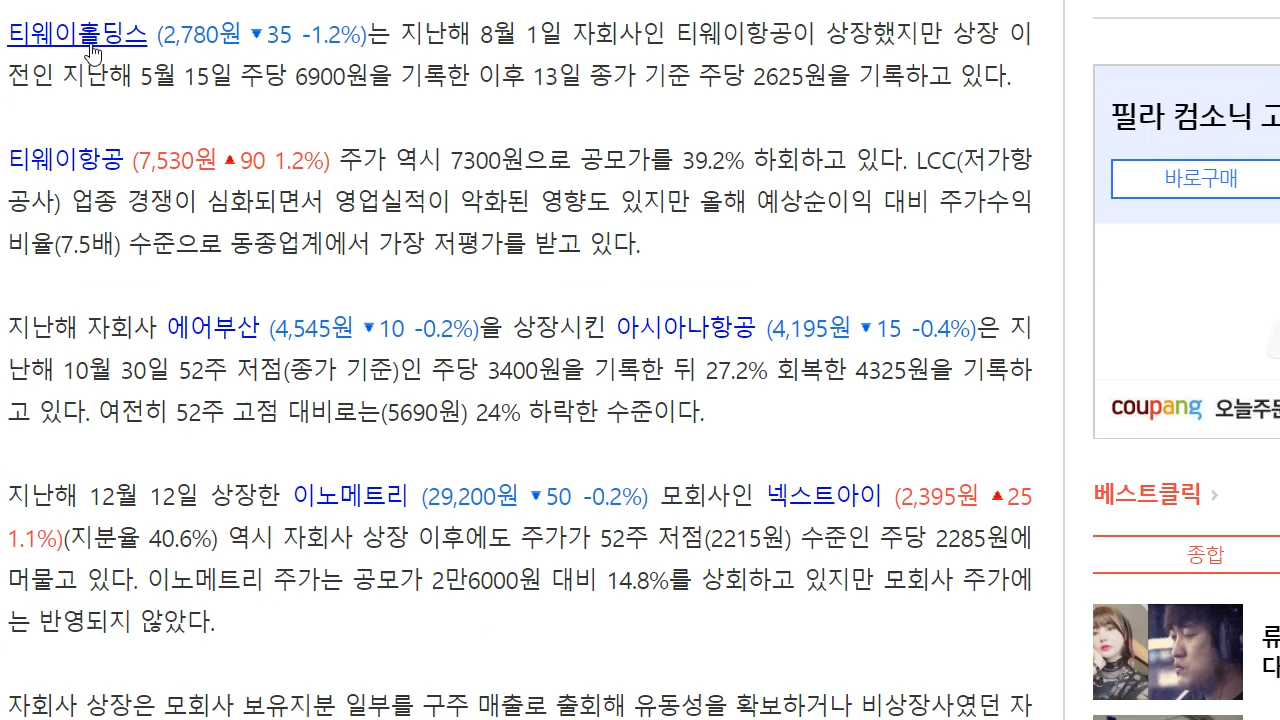 티웨이홀딩스 (2,780원 ▼35 -1.2%)는 지난해 8월 1일 자회사인 티웨이항공이 상장했지만 상장 이
전인 지난해 5월 15일 주당 6900원을 기록한 이후 13일 종가 기준 주당 2625원을 기록하고 있다.
티웨이항공 (7,530원 ▲90 1.2%) 주가 역시 7300원으로 공모가를 39.2% 하회하고 있다. LCC(저가항
공사) 업종 경쟁이 심화되면서 영업실적이 악화된 영향도 있지만 올해 예상순이익 대비 주가수익
비율(7.5배) 수준으로 동종업계에서 가장 저평가를 받고 있다.
지난해 자회사 에어부산 (4,545원 ▼10 -0.2%)을 상장시킨 아시아나항공 (4,195원 ▼15 -0.4%)은 지
난해 10월 30일 52주 저점(종가 기준)인 주당 3400원을 기록한 뒤 27.2% 회복한 4325원을 기록하
고 있다. 여전히 52주 고점 대비로는(5690원) 24% 하락한 수준이다.
지난해 12월 12일 상장한 이노메트리 (29,200원 ▼50 -0.2%) 모회사인 넥스트아이 (2,395원 ▲25
1.1%)(지분율 40.6%) 역시 자회사 상장 이후에도 주가가 52주 저점(2215원) 수준인 주당 2285원에
머물고 있다. 이노메트리 주가는 공모가 2만6000원 대비 14.8%를 상회하고 있지만 모회사 주가에
는 반영되지 않았다.
자회사 상장은 모회사 보유지분 일부를 구주 매출로 출회해 유동성을 확보하거나 비상장사였던 자
필라 컴소닉 고
바로구매
coupang 오늘주문
베스트클릭 >
종합
류
대